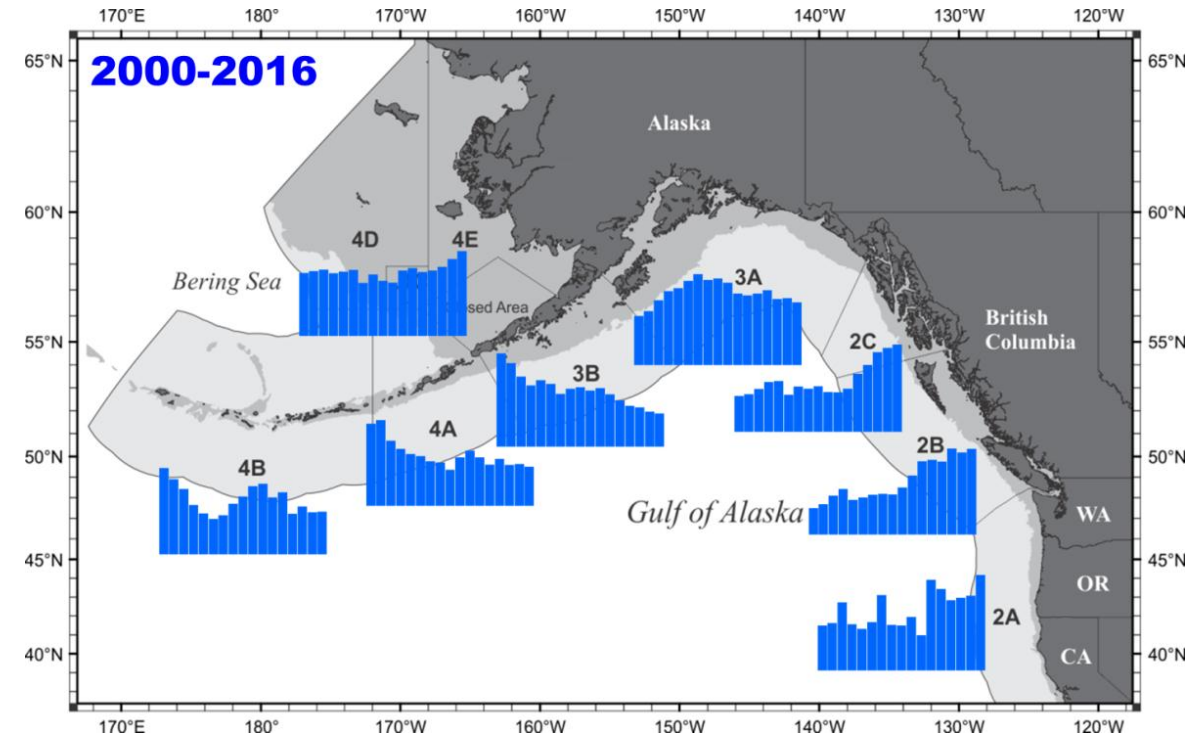 170°E 180° 170°W 160°W 150°W 140°W 130°W 120°W
2000-2016
65°N 65°N
Alaska
60°N 60°N
4D 4E
3A
Bering Sea
sed Area
British
Columbia
55°N 55°N
2C
3B
4A
2B
50°N 50°N
4B
Gulf of Alaska
WA
45°N 45°N
OR
2A
40°N 40°N
CA
170°E 180° 170°W 160°W 150°W 140°W 130°W 120°W